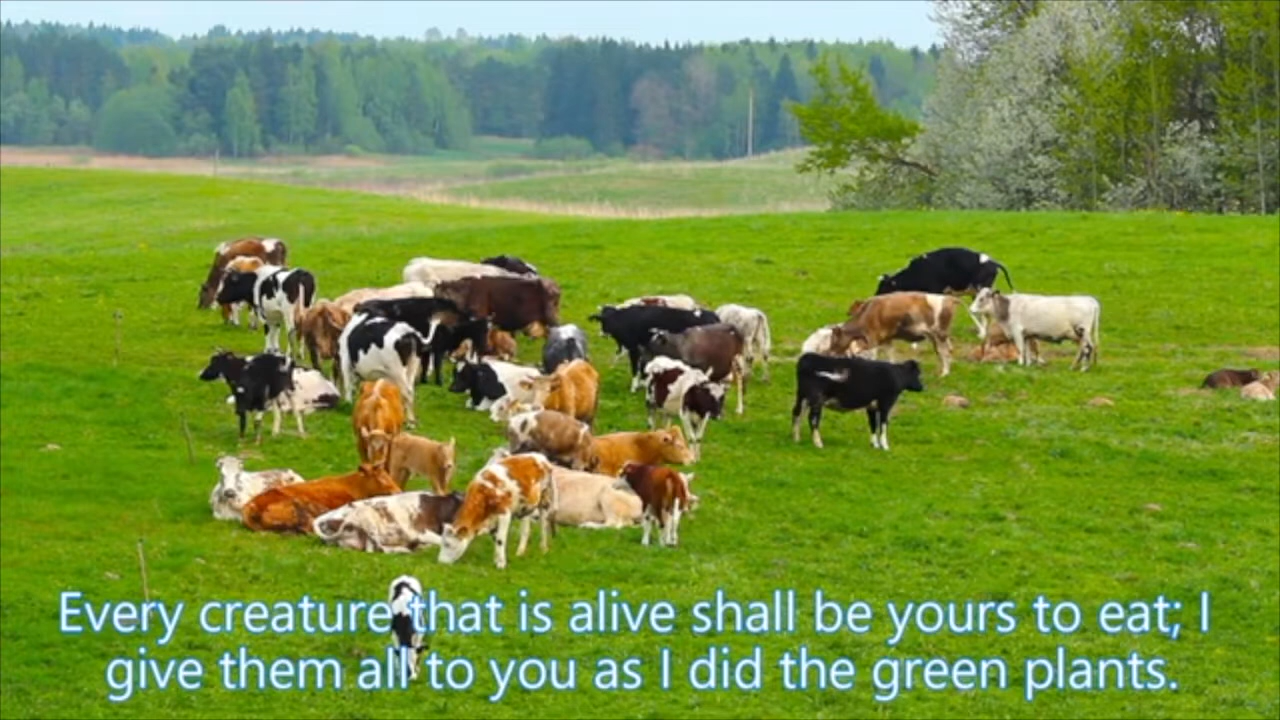 Every creature that is alive shall be yours to eat; I
give them all to you as I did the green plants.